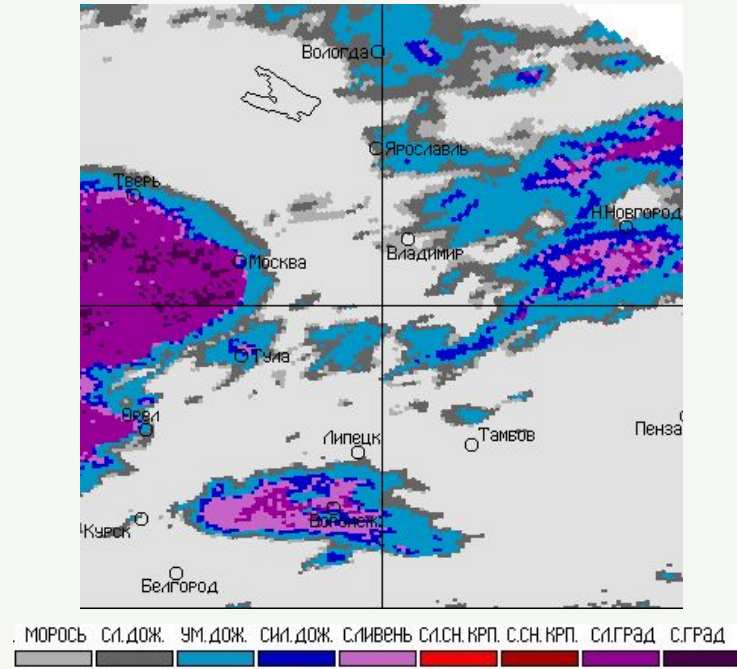 Вологда
Ярославль
Тверь
Н.Новгород
Москва
Владимир
Тула
Орел
Липецк
Тамбов
Пенза
Воронеж
Курск
Белгород
. МОРОСЬ СЛ.ДОЖ. УМ.ДОЖ. СИЛ.ДОЖ. СЛИВЕНЬ СЛ.СН. КРП. С.СН. КРП. СЛ.ГРАД С.ГРАД